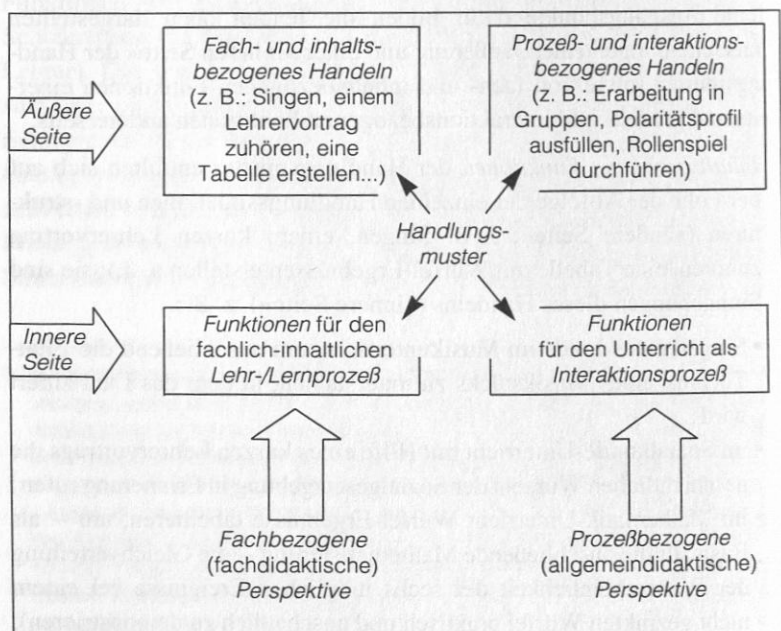 Fach- und inhalts-
bezogenes Handeln
(z. B.: Singen, einem
Lehrervortrag
zuhören, eine
Tabelle erstellen...)
Prozeß- und interaktions-
bezogenes Handeln
(z. B.: Erarbeitung in
Gruppen, Polaritätsprofil
ausfüllen, Rollenspiel
durchführen)
Äußere
Seite
Handlungs-
muster
Innere
Seite
Funktionen für den
fachlich-inhaltlichen
Lehr-/Lernprozeß
Funktionen
für den Unterricht als
Interaktionsprozeß
Fachbezogene
(fachdidaktische)
Perspektive
Prozeßbezogene
(allgemeindidaktische)
Perspektive